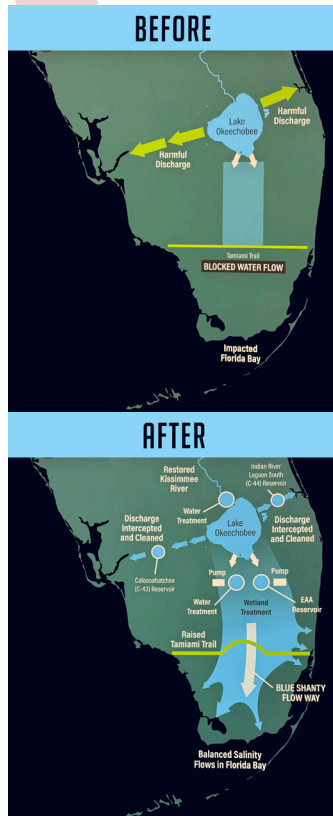 BEFORE
Lake
Okeechobee
Harmful
Discharge
Harmful
Discharge
Tamiami Trail
BLOCKED WATER FLOW
Impacted
Florida Bay
AFTER
Restored
Kissimmee
River
Indian River
Lagoon South
(C-44) Reservoir
Water
Treatment
Discharge
Intercepted
and Cleaned
Lake
Okeechobee
Discharge
Intercepted
and Cleaned
Caloosahatchee
(C-43) Reservoir
Pump
Pump
Water
Treatment
Wetland
Treatment
EAA
Reservoir
Raised
Tamiami Trail
BLUE SHANTY
FLOW WAY
Balanced Salinity
Flows in Florida Bay